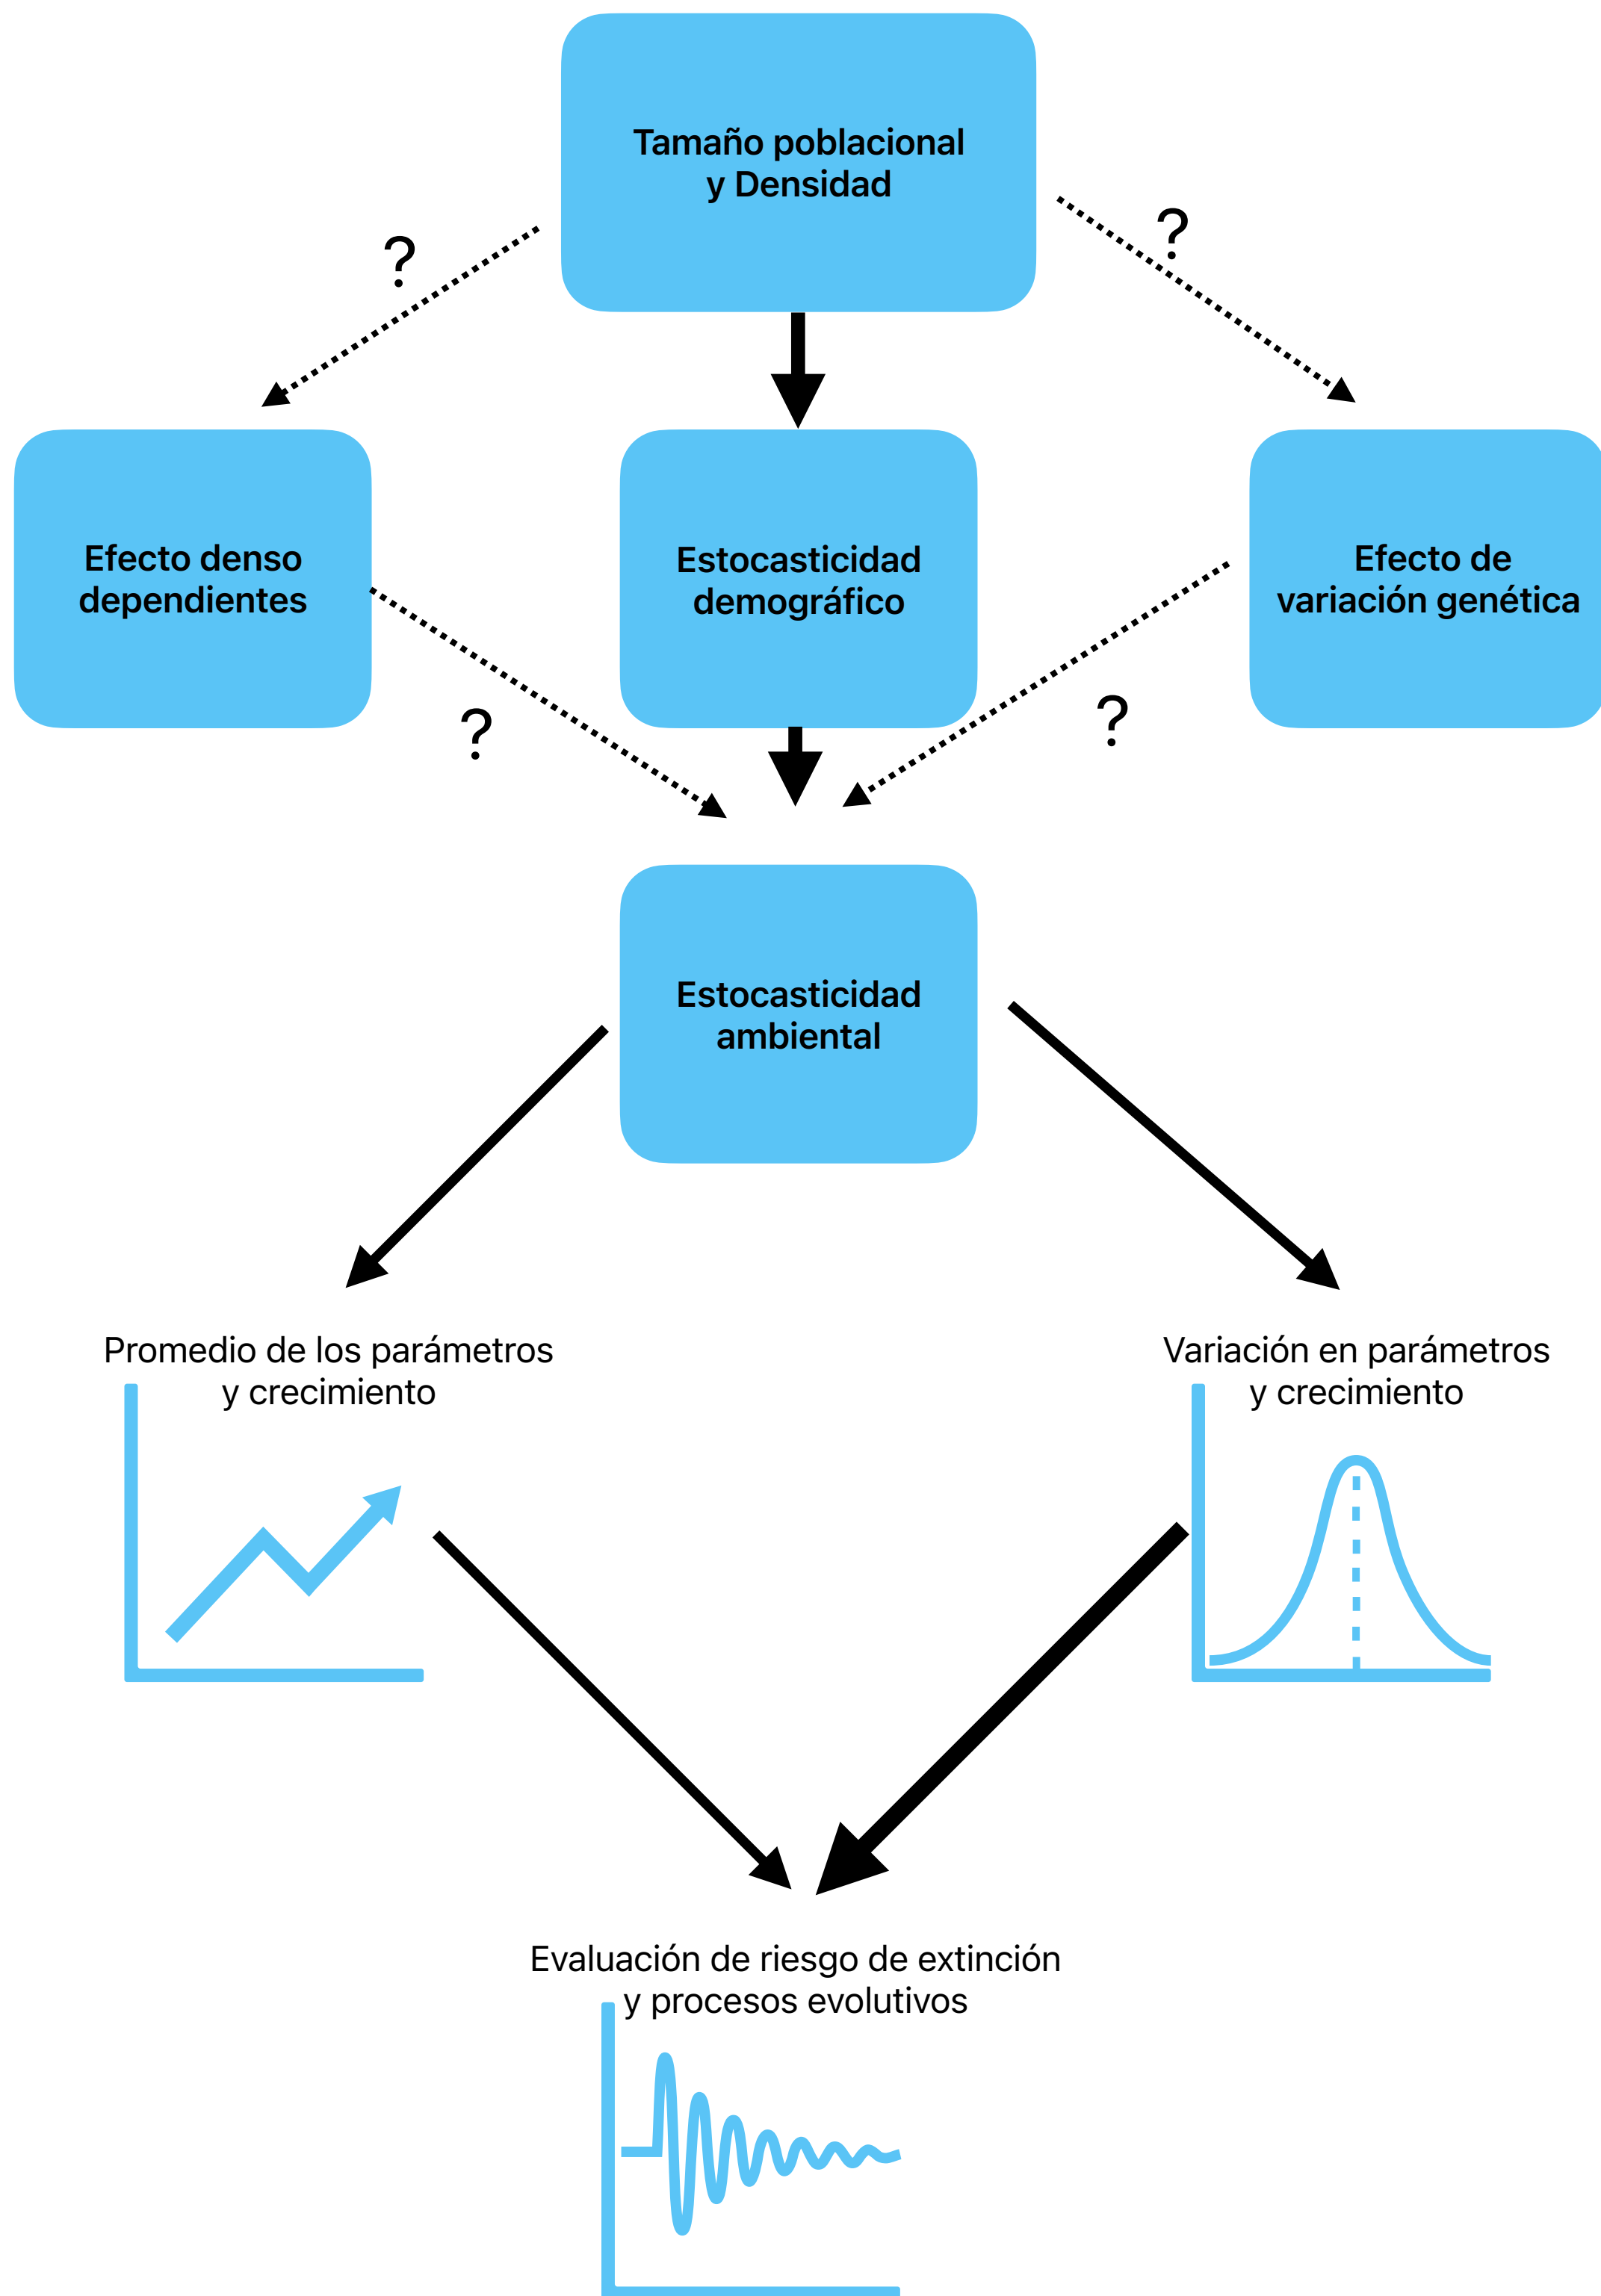 Tamaño poblacional
y Densidad
?
?
Efecto denso
dependientes
Estocasticidad
demográfico
Efecto de
variación genética
?
?
Estocasticidad
ambiental
Promedio de los parámetros
y crecimiento
Variación en parámetros
y crecimiento
Evaluación de riesgo de extinción
y procesos evolutivos